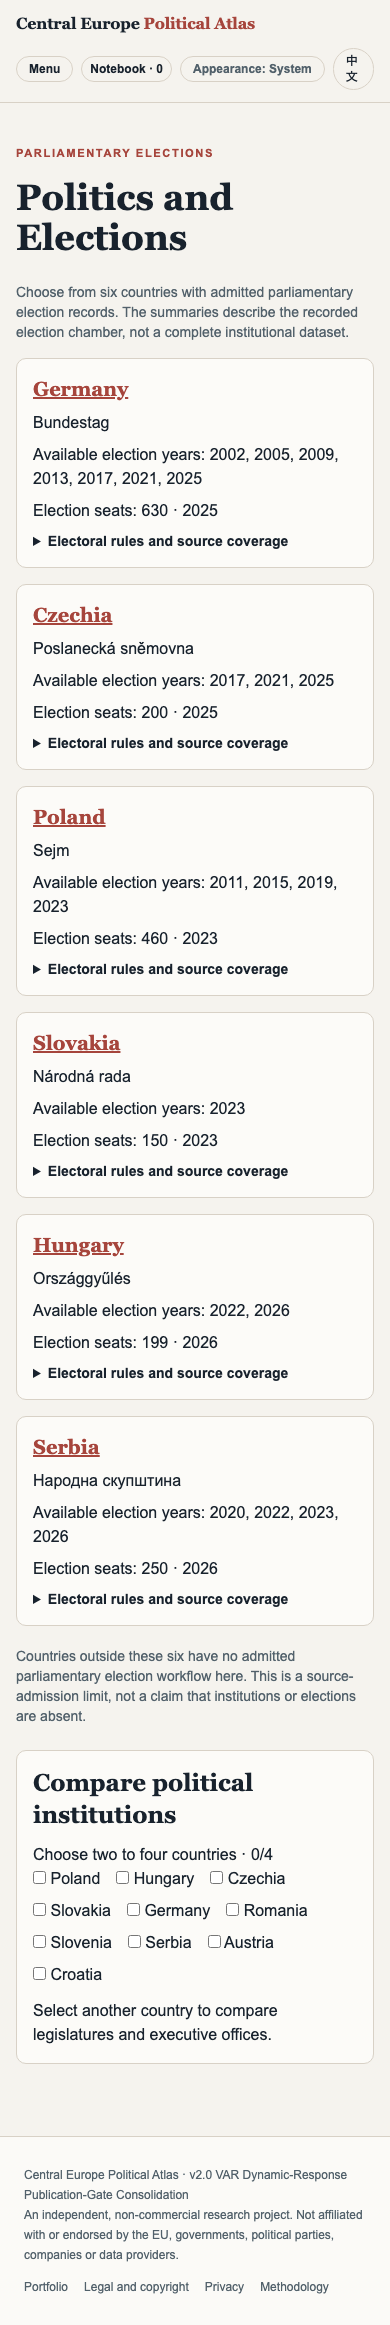 Central Europe Political Atlas
Menu
Notebook · 0
Appearance: System
中
文
PARLIAMENTARY ELECTIONS
Politics and
Elections
Choose from six countries with admitted parliamentary
election records. The summaries describe the recorded
election chamber, not a complete institutional dataset.
Germany
Bundestag
Available election years: 2002, 2005, 2009,
2013, 2017, 2021, 2025
Election seats: 630 · 2025
▶ Electoral rules and source coverage
Czechia
Poslanecká sněmovna
Available election years: 2017, 2021, 2025
Election seats: 200 · 2025
▶ Electoral rules and source coverage
Poland
Sejm
Available election years: 2011, 2015, 2019,
2023
Election seats: 460 · 2023
▶ Electoral rules and source coverage
Slovakia
Národná rada
Available election years: 2023
Election seats: 150 · 2023
▶ Electoral rules and source coverage
Hungary
Országgyűlés
Available election years: 2022, 2026
Election seats: 199 · 2026
▶ Electoral rules and source coverage
Serbia
Народна скупштина
Available election years: 2020, 2022, 2023,
2026
Election seats: 250 · 2026
▶ Electoral rules and source coverage
Countries outside these six have no admitted
parliamentary election workflow here. This is a source-
admission limit, not a claim that institutions or elections
are absent.
Compare political
institutions
Choose two to four countries · 0/4
Poland Hungary Czechia
Slovakia Germany Romania
Slovenia Serbia Austria
Croatia
Select another country to compare
legislatures and executive offices.
Central Europe Political Atlas · v2.0 VAR Dynamic-Response
Publication-Gate Consolidation
An independent, non-commercial research project. Not affiliated
with or endorsed by the EU, governments, political parties,
companies or data providers.
Portfolio Legal and copyright Privacy Methodology